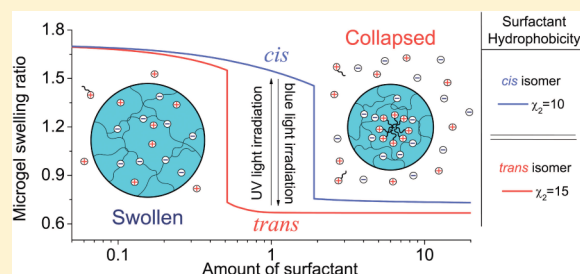 1.8
1.5
1.2
0.9
0.6
Microgel swelling ratio
0.1
1
10
Amount of surfactant
cis
trans
Swollen
Collapsed
UV light irradiation
blue light irradiation
Surfactant
Hydrophobicity
cis isomer
χ₂=10
trans isomer
χ₂=15